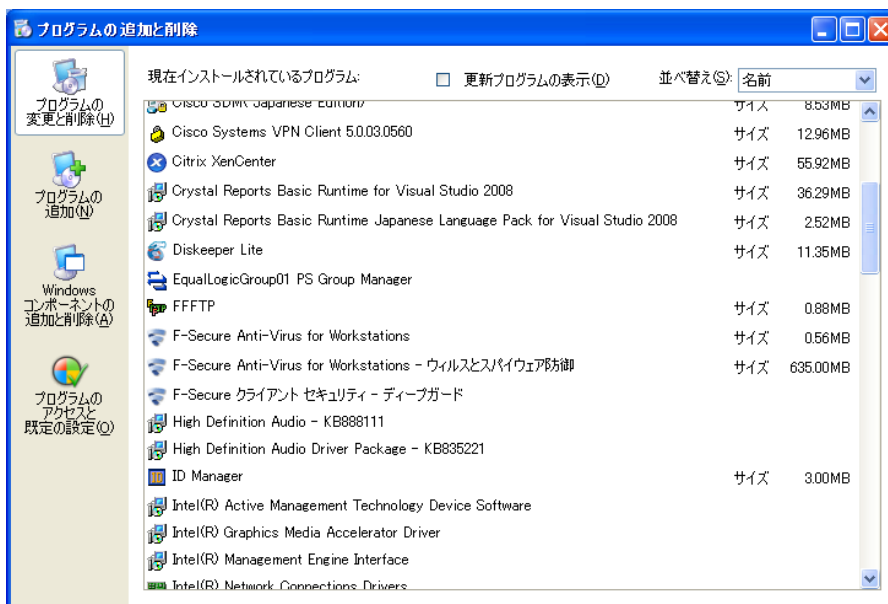 プログラムの追加と削除
プログラムの
変更と削除(H)
プログラムの
追加(N)
Windows
コンポーネントの
追加と削除(A)
プログラムの
アクセスと
既定の設定(O)
現在インストールされているプログラム:
更新プログラムの表示(D)
並べ替え(S):
名前
Cisco SDM( Japanese Edition) サイズ 8.53MB
Cisco Systems VPN Client 5.0.03.0560 サイズ 12.96MB
Citrix XenCenter サイズ 55.92MB
Crystal Reports Basic Runtime for Visual Studio 2008 サイズ 36.29MB
Crystal Reports Basic Runtime Japanese Language Pack for Visual Studio 2008 サイズ 2.52MB
Diskeeper Lite サイズ 11.35MB
EqualLogicGroup01 PS Group Manager
FFFTP サイズ 0.88MB
F-Secure Anti-Virus for Workstations サイズ 0.56MB
F-Secure Anti-Virus for Workstations - ウィルスとスパイウェア防御 サイズ 635.00MB
F-Secure クライアント セキュリティ - ディープガード
High Definition Audio - KB888111
High Definition Audio Driver Package - KB835221
ID Manager サイズ 3.00MB
Intel(R) Active Management Technology Device Software
Intel(R) Graphics Media Accelerator Driver
Intel(R) Management Engine Interface
Intel(R) Network Connections Drivers